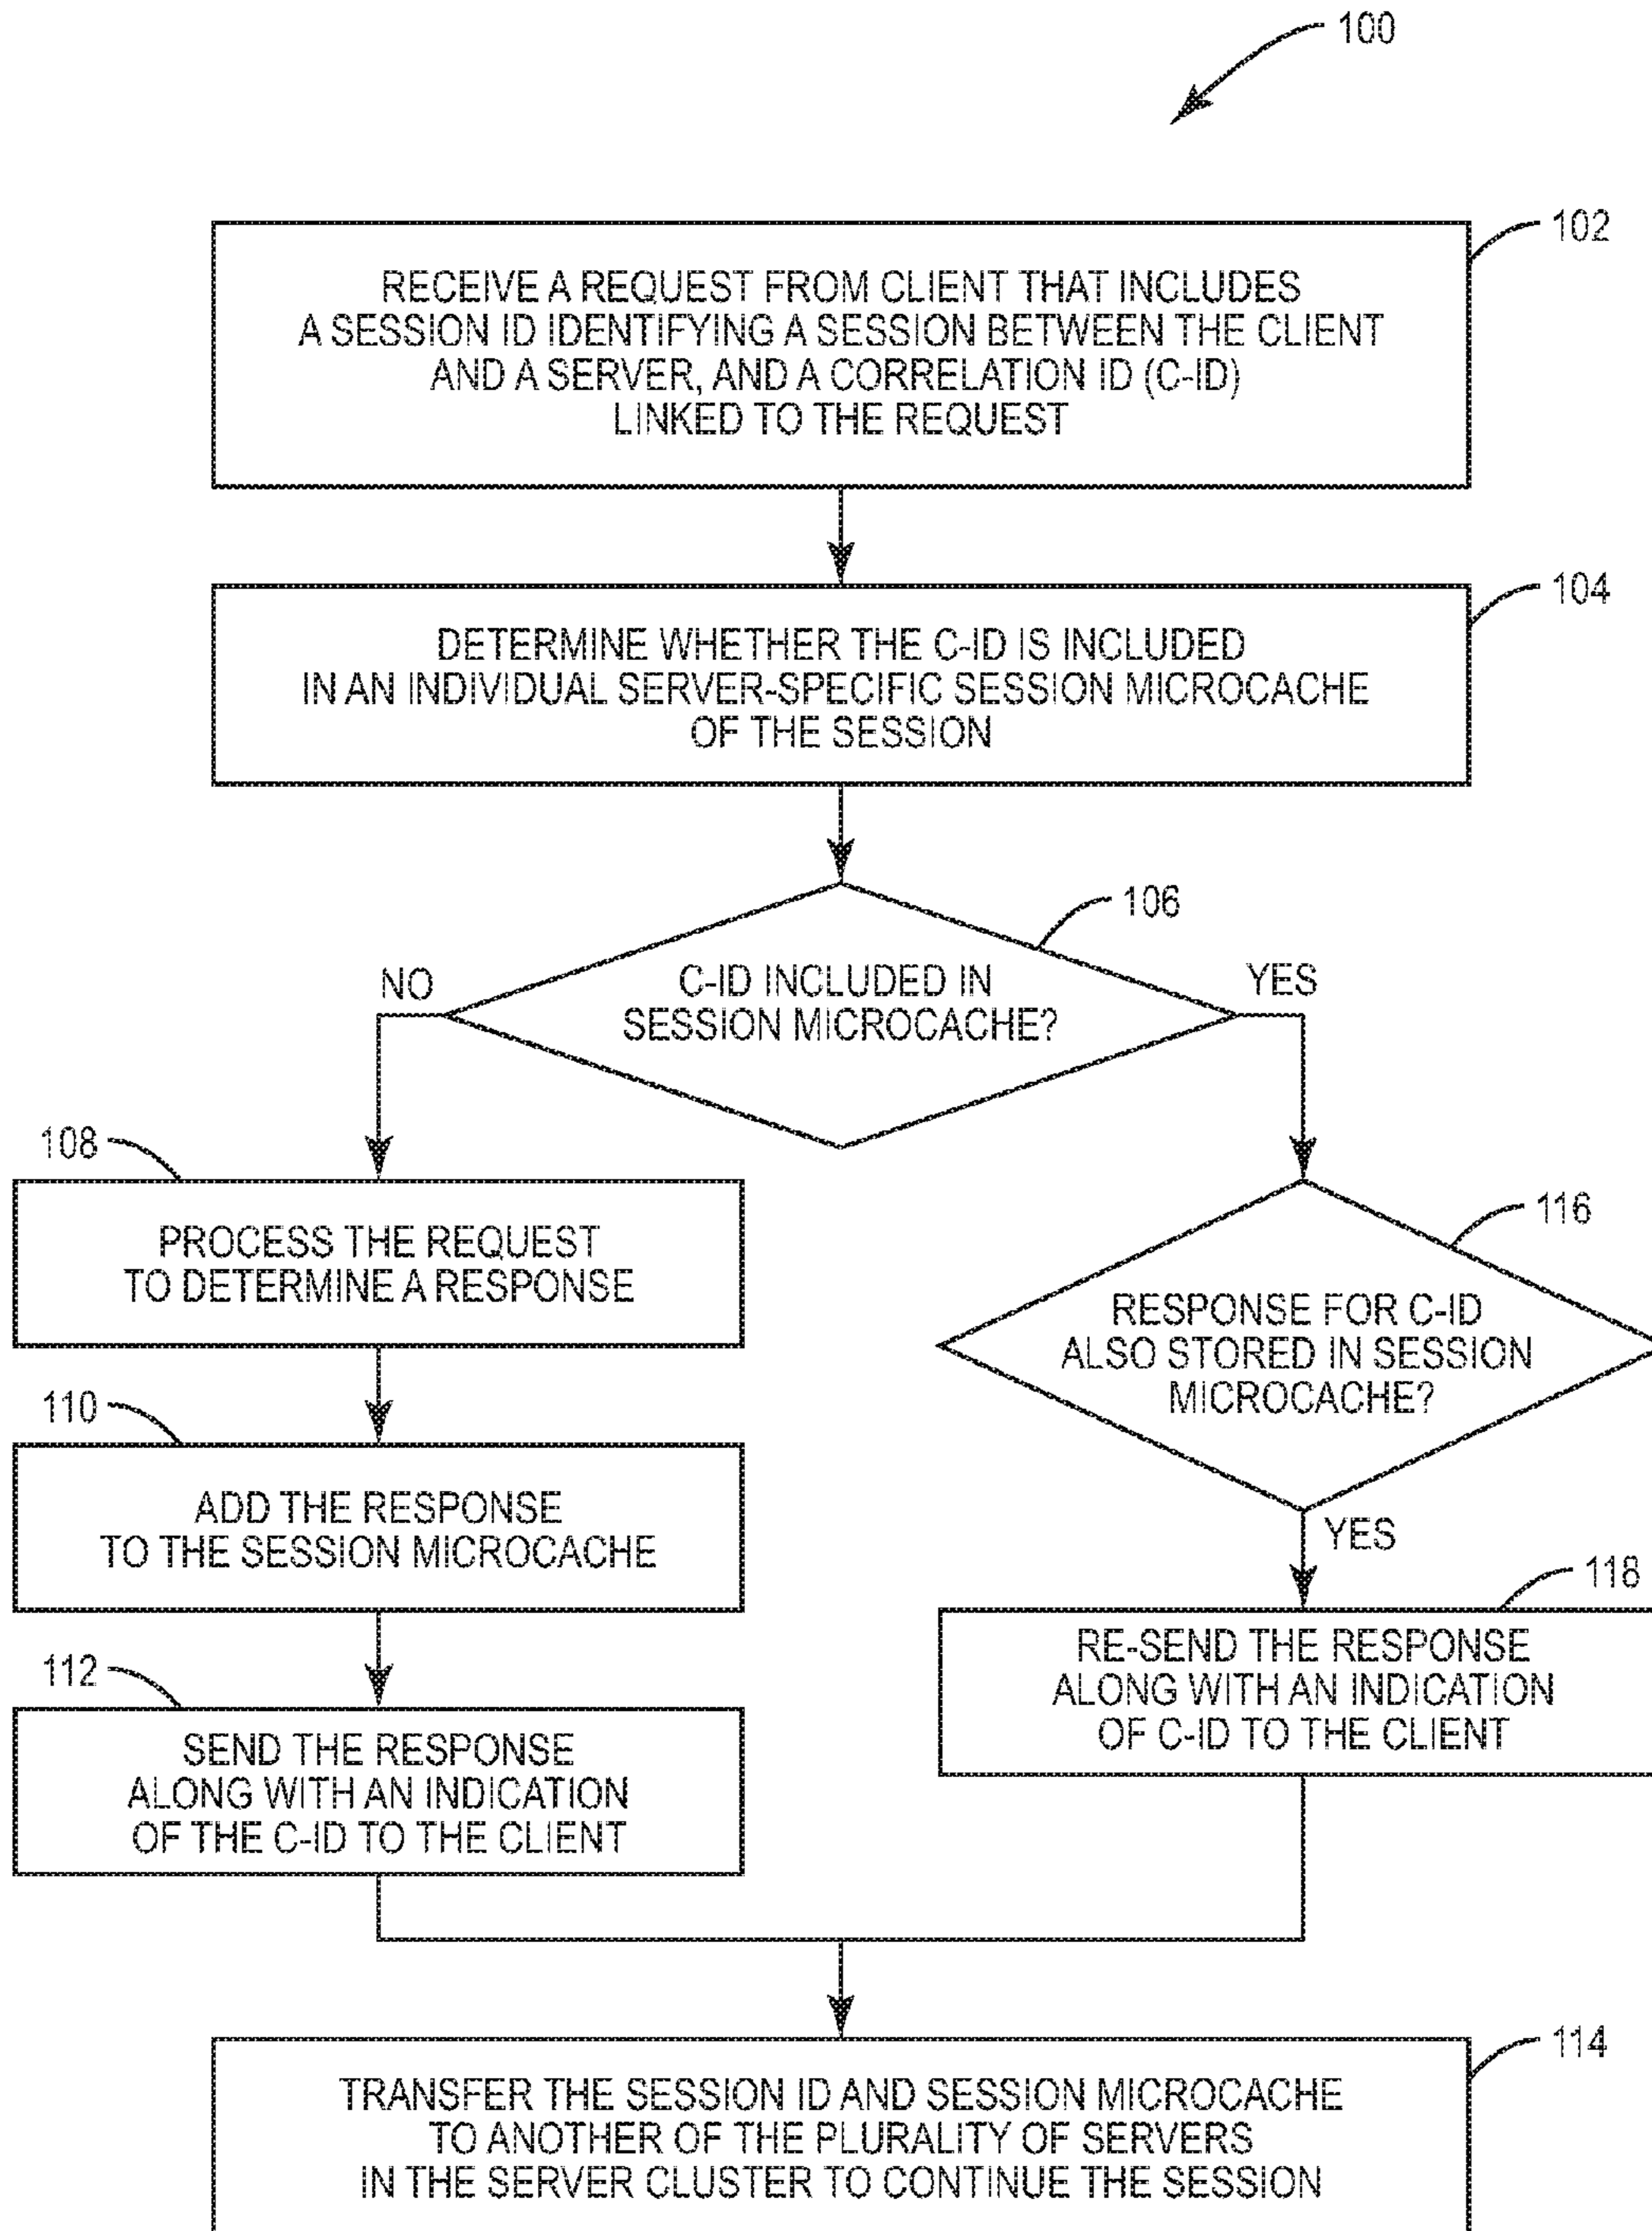 100
102
RECEIVE A REQUEST FROM CLIENT THAT INCLUDES
A SESSION ID IDENTIFYING A SESSION BETWEEN THE CLIENT
AND A SERVER, AND A CORRELATION ID (C-ID)
LINKED TO THE REQUEST
104
DETERMINE WHETHER THE C-ID IS INCLUDED
IN AN INDIVIDUAL SERVER-SPECIFIC SESSION MICROCACHE
OF THE SESSION
106
C-ID INCLUDED IN
SESSION MICROCACHE?
NO
YES
108
PROCESS THE REQUEST
TO DETERMINE A RESPONSE
110
ADD THE RESPONSE
TO THE SESSION MICROCACHE
112
SEND THE RESPONSE
ALONG WITH AN INDICATION
OF THE C-ID TO THE CLIENT
116
RESPONSE FOR C-ID
ALSO STORED IN SESSION
MICROCACHE?
YES
118
RE-SEND THE RESPONSE
ALONG WITH AN INDICATION
OF C-ID TO THE CLIENT
114
TRANSFER THE SESSION ID AND SESSION MICROCACHE
TO ANOTHER OF THE PLURALITY OF SERVERS
IN THE SERVER CLUSTER TO CONTINUE THE SESSION